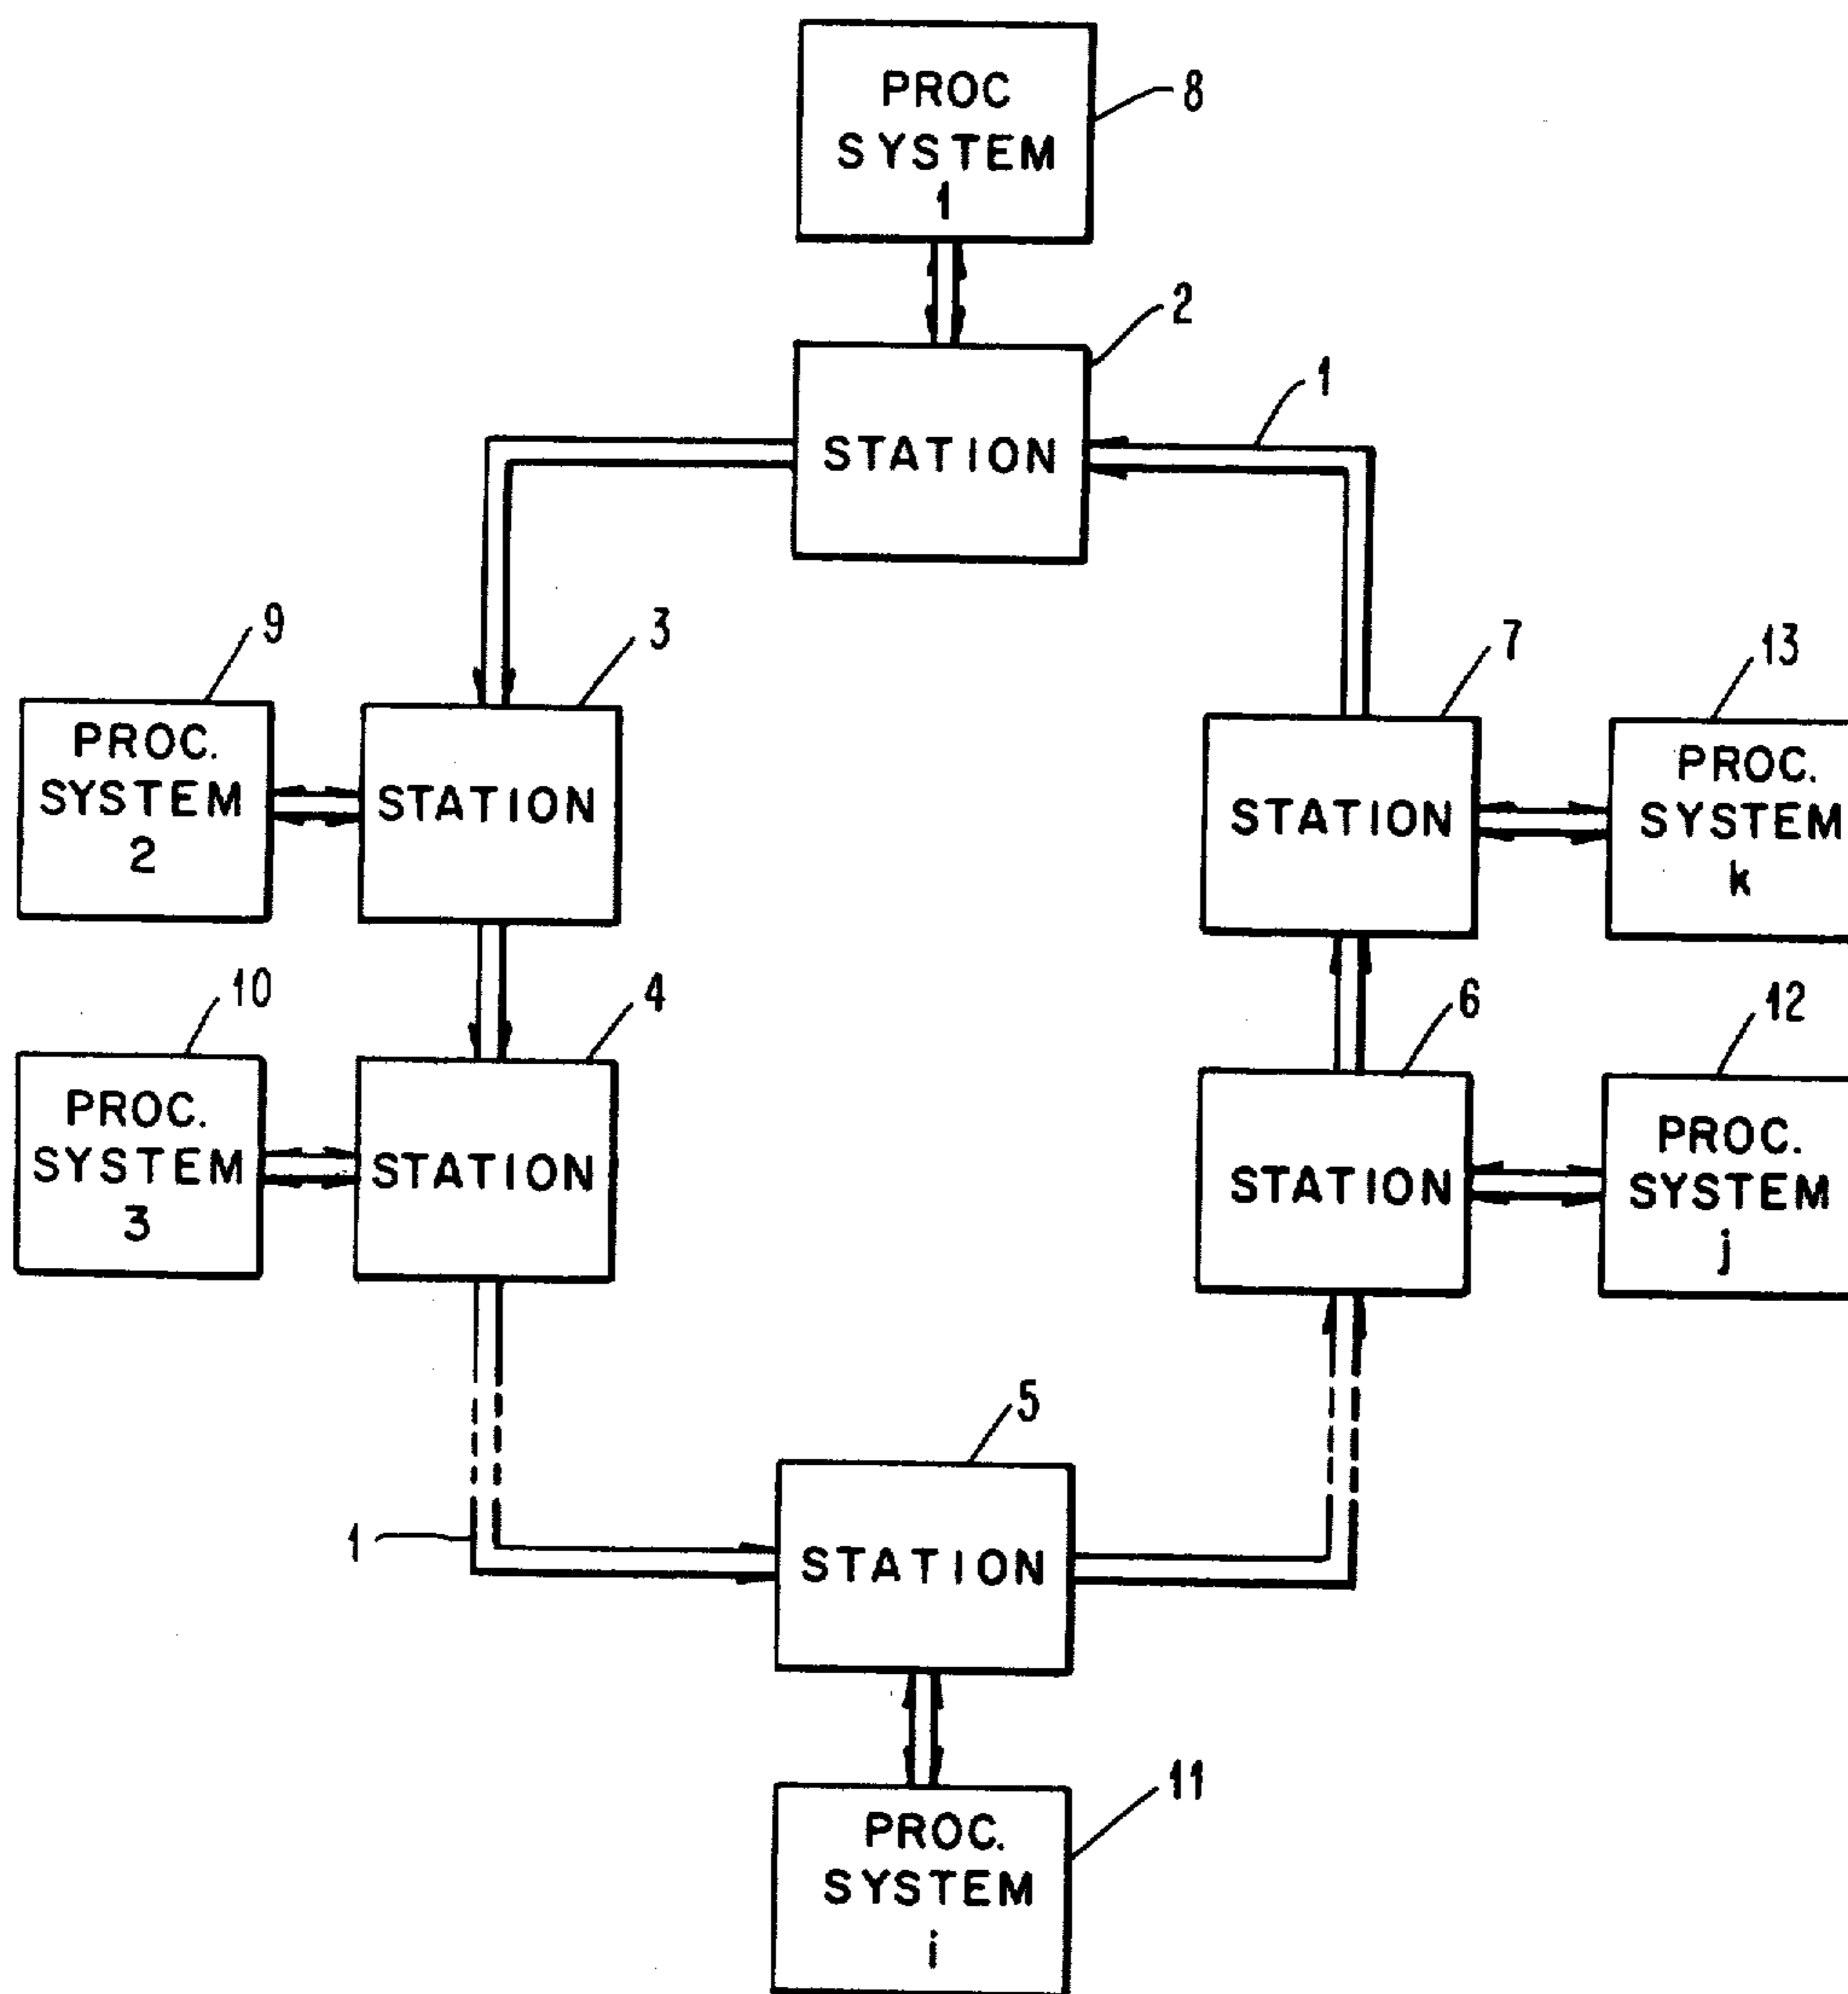 PROC
SYSTEM
1
8
2
STATION
1
9
3
7
13
PROC.
SYSTEM
2
STATION
STATION
PROC.
SYSTEM
k
10
4
6
12
PROC.
SYSTEM
3
STATION
STATION
PROC.
SYSTEM
j
5
1
STATION
11
PROC.
SYSTEM
i